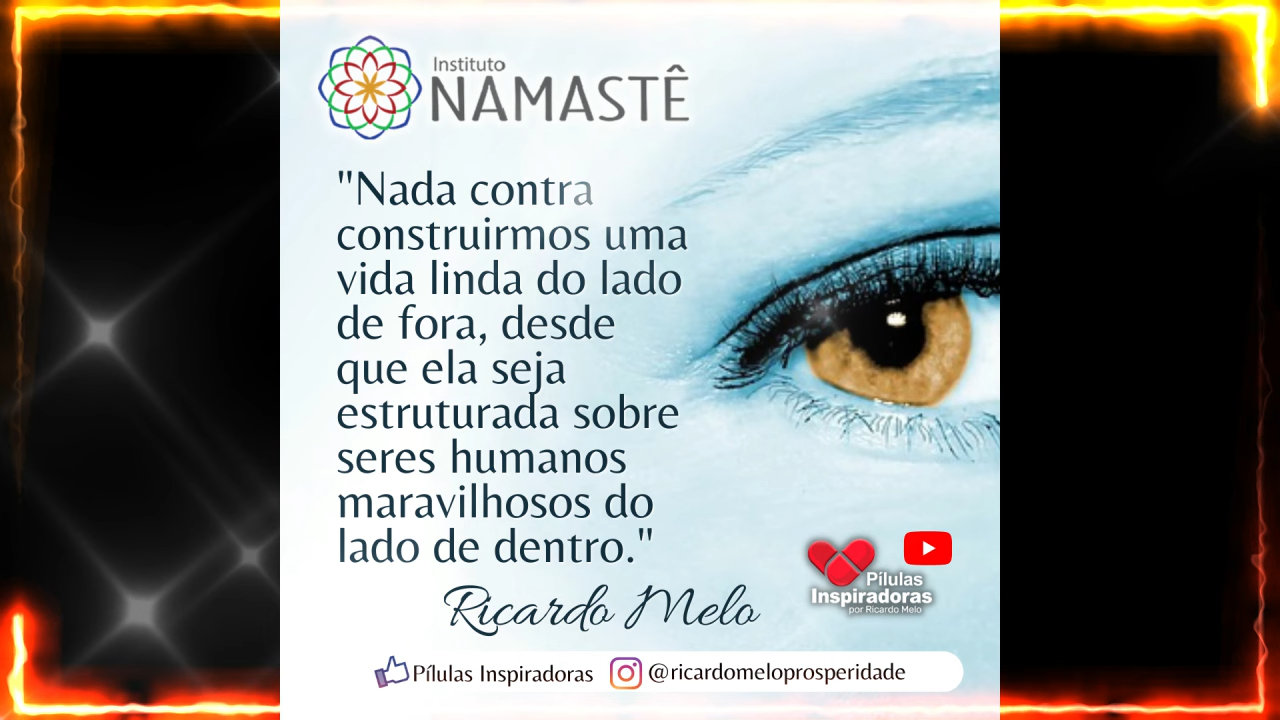 Instituto
NAMASTÊ
"Nada contra
construirmos uma
vida linda do lado
de fora, desde
que ela seja
estruturada sobre
seres humanos
maravilhosos do
lado de dentro."
Ricardo Melo
Pílulas
Inspiradoras
por Ricardo Melo
Pílulas Inspiradoras @ricardomeloprosperidade